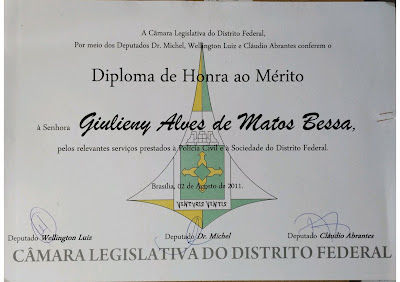 A Câmara Legislativa do Distrito Federal,
Por meio dos Deputados Dr. Michel, Wellington Luiz e Cláudio Abrantes conferem o
Diploma de Honra ao Mérito
à Senhora Giulieny Alves de Matos Bessa,
pelos relevantes serviços prestados à Polícia Civil e à Sociedade do Distrito Federal.
Brasília, 02 de Agosto de 2011.
VENTURIS VENTIS
Deputado Wellington Luiz Deputado Dr. Michel Deputado Cláudio Abrantes
CÂMARA LEGISLATIVA DO DISTRITO FEDERAL